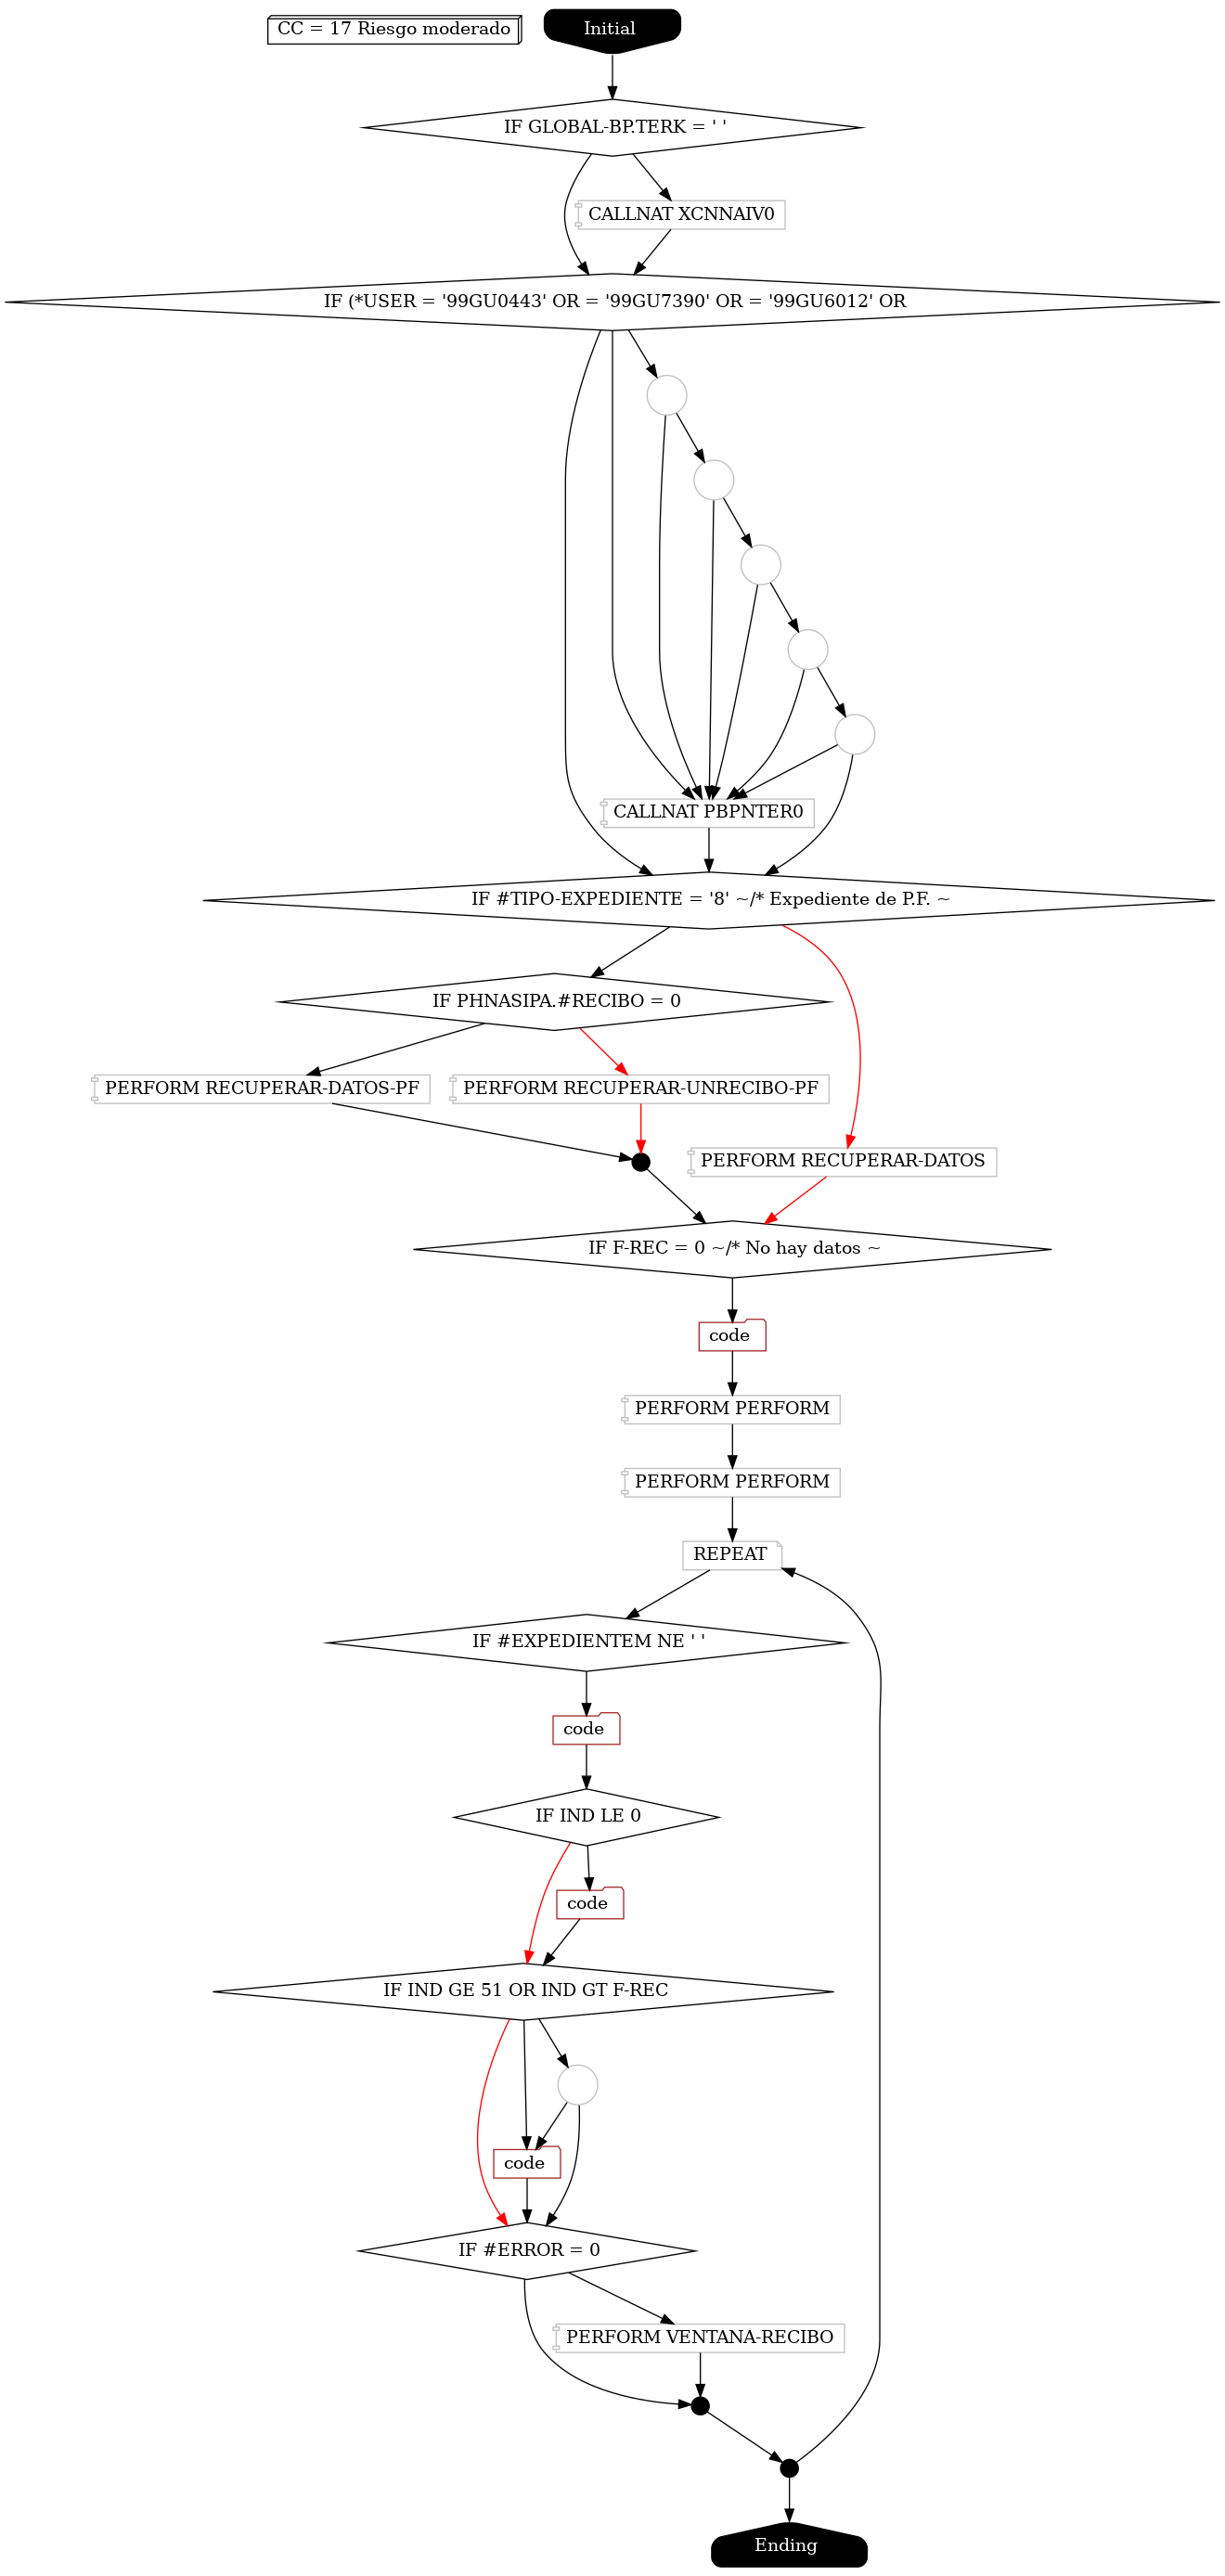 CC = 17 Riesgo moderado
Initial
IF GLOBAL-BP.TERK = ' '
CALLNAT XCNNAIV0
IF (*USER = '99GU0443' OR = '99GU7390' OR = '99GU6012' OR
CALLNAT PBPNTER0
IF #TIPO-EXPEDIENTE = '8' ~/* Expediente de P.F. ~
IF PHNASIPA.#RECIBO = 0
PERFORM RECUPERAR-DATOS-PF
PERFORM RECUPERAR-UNRECIBO-PF
PERFORM RECUPERAR-DATOS
IF F-REC = 0 ~/* No hay datos ~
code
PERFORM PERFORM
PERFORM PERFORM
REPEAT
IF #EXPEDIENTEM NE ' '
code
IF IND LE 0
code
IF IND GE 51 OR IND GT F-REC
code
IF #ERROR = 0
PERFORM VENTANA-RECIBO
Ending